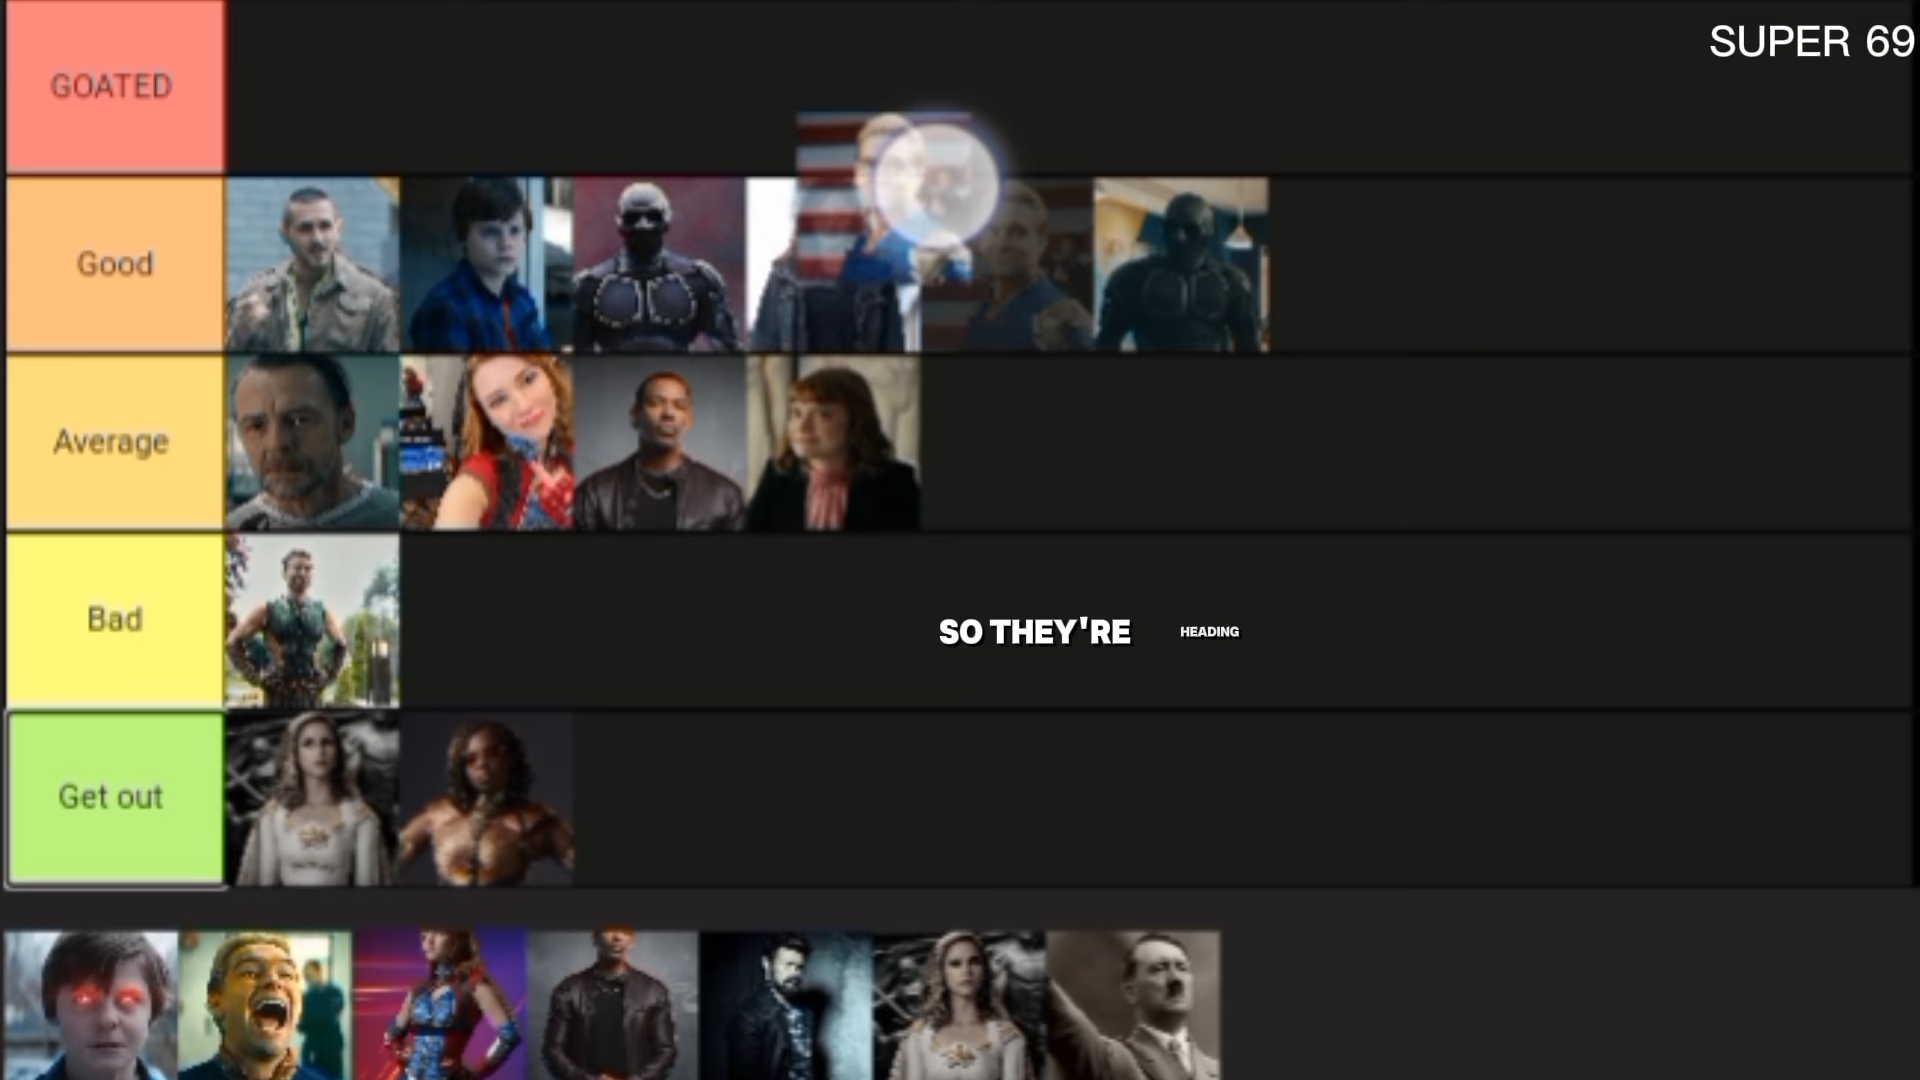 SUPER 69
GOATED
Good
Average
Bad
SO THEY'RE HEADING
Get out